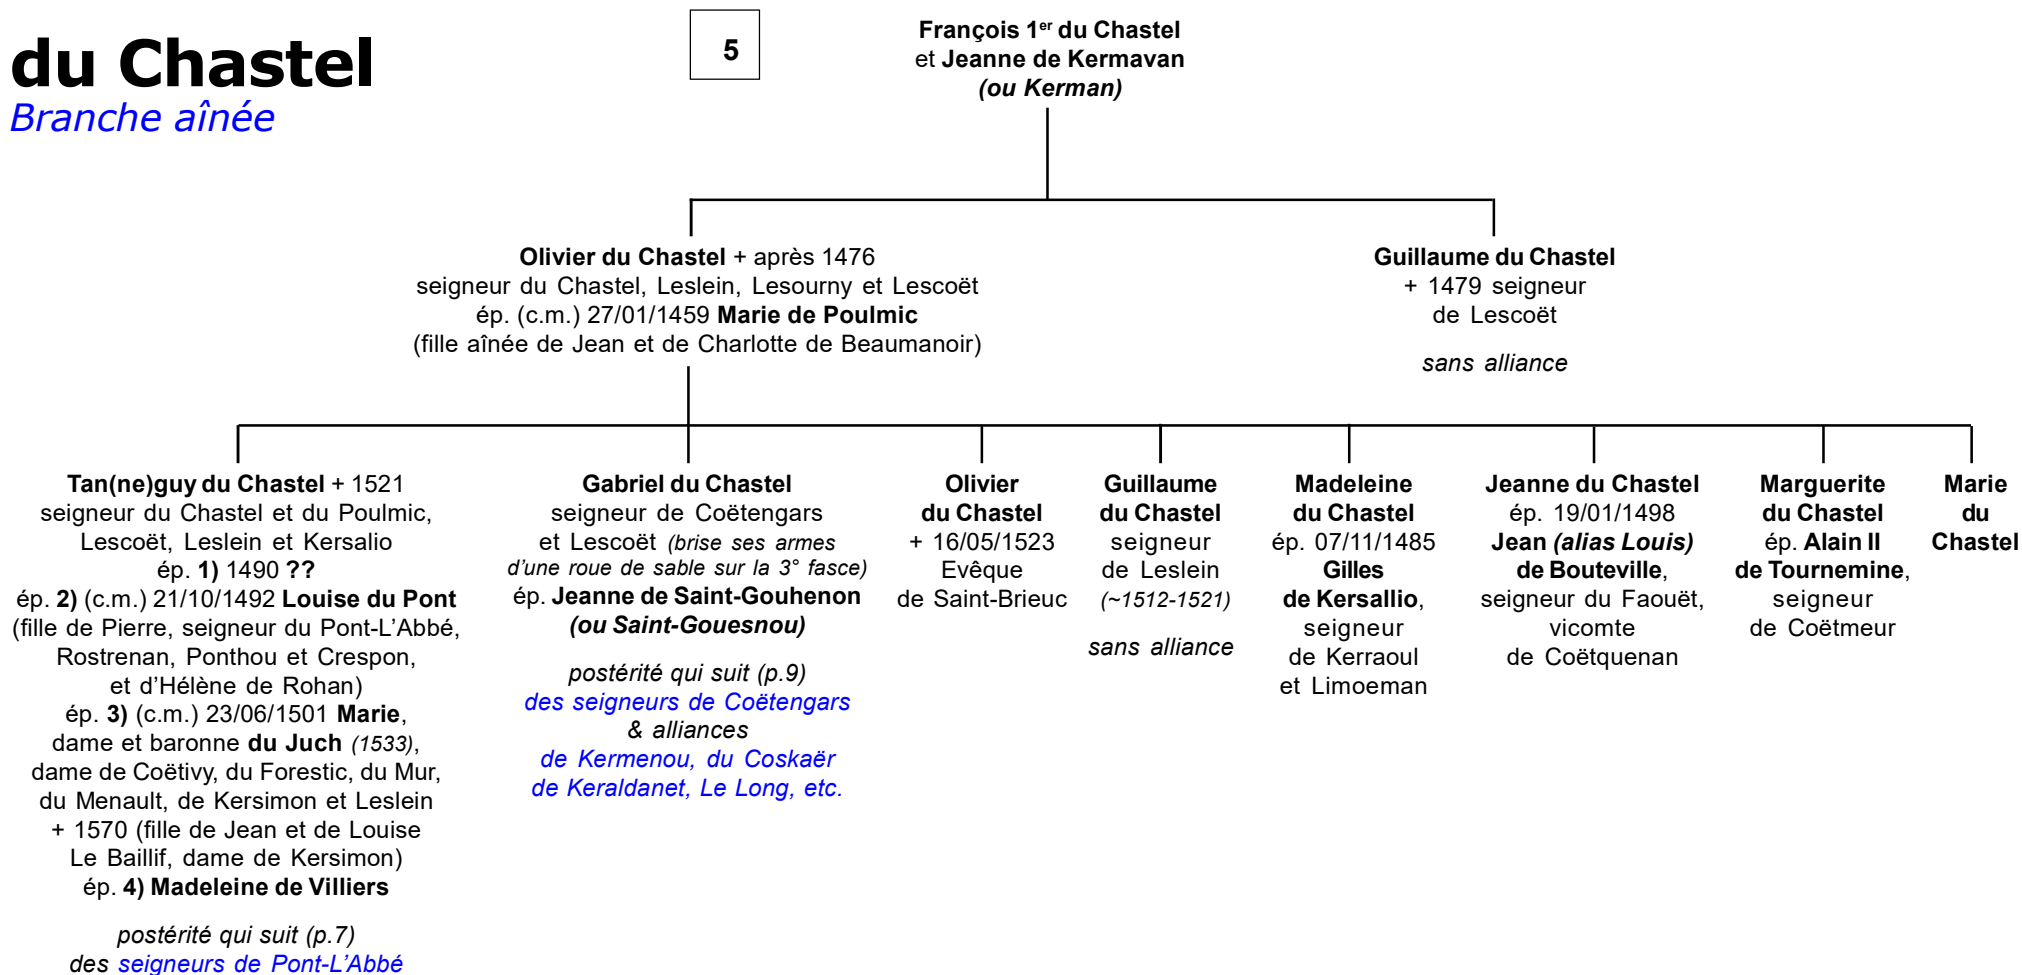 du Chastel
Branche aînée
5
François 1er du Chastel
et Jeanne de Kermavan
(ou Kerman)
Olivier du Chastel + après 1476
seigneur du Chastel, Leslein, Lesourny et Lescoët
ép. (c.m.) 27/01/1459 Marie de Poulmic
(fille aînée de Jean et de Charlotte de Beaumanoir)
Guillaume du Chastel
+ 1479 seigneur
de Lescoët
sans alliance
Tan(ne)guy du Chastel + 1521
seigneur du Chastel et du Poulmic,
Lescoët, Leslein et Kersalio
ép. 1) 1490 ??
ép. 2) (c.m.) 21/10/1492 Louise du Pont
(fille de Pierre, seigneur du Pont-L'Abbé,
Rostrenan, Ponthou et Crespon,
et d'Hélène de Rohan)
ép. 3) (c.m.) 23/06/1501 Marie,
dame et baronne du Juch (1533),
dame de Coëtivy, du Forestic, du Mur,
du Menault, de Kersimon et Leslein
+ 1570 (fille de Jean et de Louise
Le Baillif, dame de Kersimon)
ép. 4) Madeleine de Villiers
postérité qui suit (p.7)
des seigneurs de Pont-L'Abbé
Gabriel du Chastel
seigneur de Coëtengars
et Lescoët (brise ses armes
d'une roue de sable sur la 3° fasce)
ép. Jeanne de Saint-Gouhenon
(ou Saint-Gouesnou)
postérité qui suit (p.9)
des seigneurs de Coëtengars
& alliances
de Kermenou, du Coskaër
de Keraldanet, Le Long, etc.
Olivier
du Chastel
+ 16/05/1523
Evêque
de Saint-Brieuc
Guillaume
du Chastel
seigneur
de Leslein
(~1512-1521)
sans alliance
Madeleine
du Chastel
ép. 07/11/1485
Gilles
de Kersallio,
seigneur
de Kerraoul
et Limoeman
Jeanne du Chastel
ép. 19/01/1498
Jean (alias Louis)
de Bouteville,
seigneur du Faouët,
vicomte
de Coëtquenan
Marguerite
du Chastel
ép. Alain II
de Tournemine,
seigneur
de Coëtmeur
Marie
du
Chastel